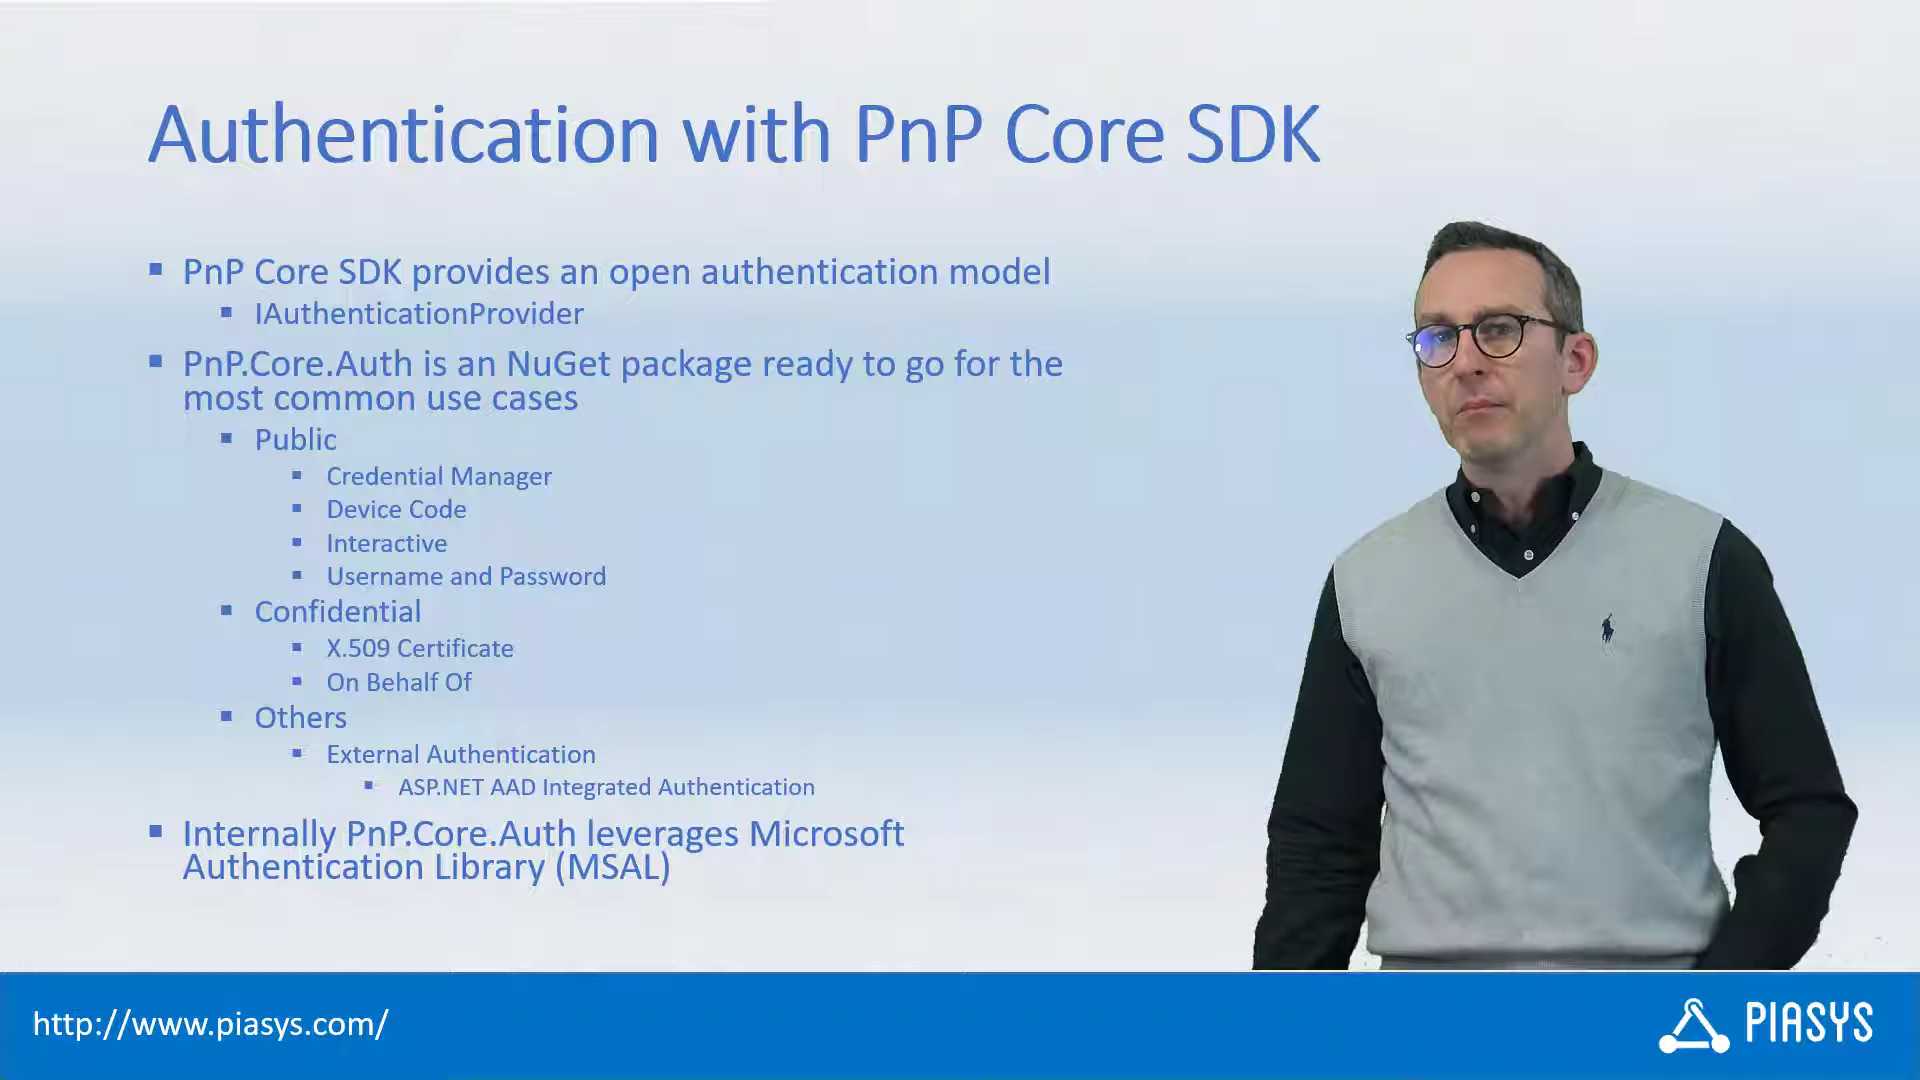 Authentication with PnP Core SDK
PnP Core SDK provides an open authentication model
IAuthenticationProvider
PnP.Core.Auth is an NuGet package ready to go for the
most common use cases
Public
Credential Manager
Device Code
Interactive
Username and Password
Confidential
X.509 Certificate
On Behalf Of
Others
External Authentication
ASP.NET AAD Integrated Authentication
Internally PnP.Core.Auth leverages Microsoft
Authentication Library (MSAL)
http://www.piasys.com/
PIASYS